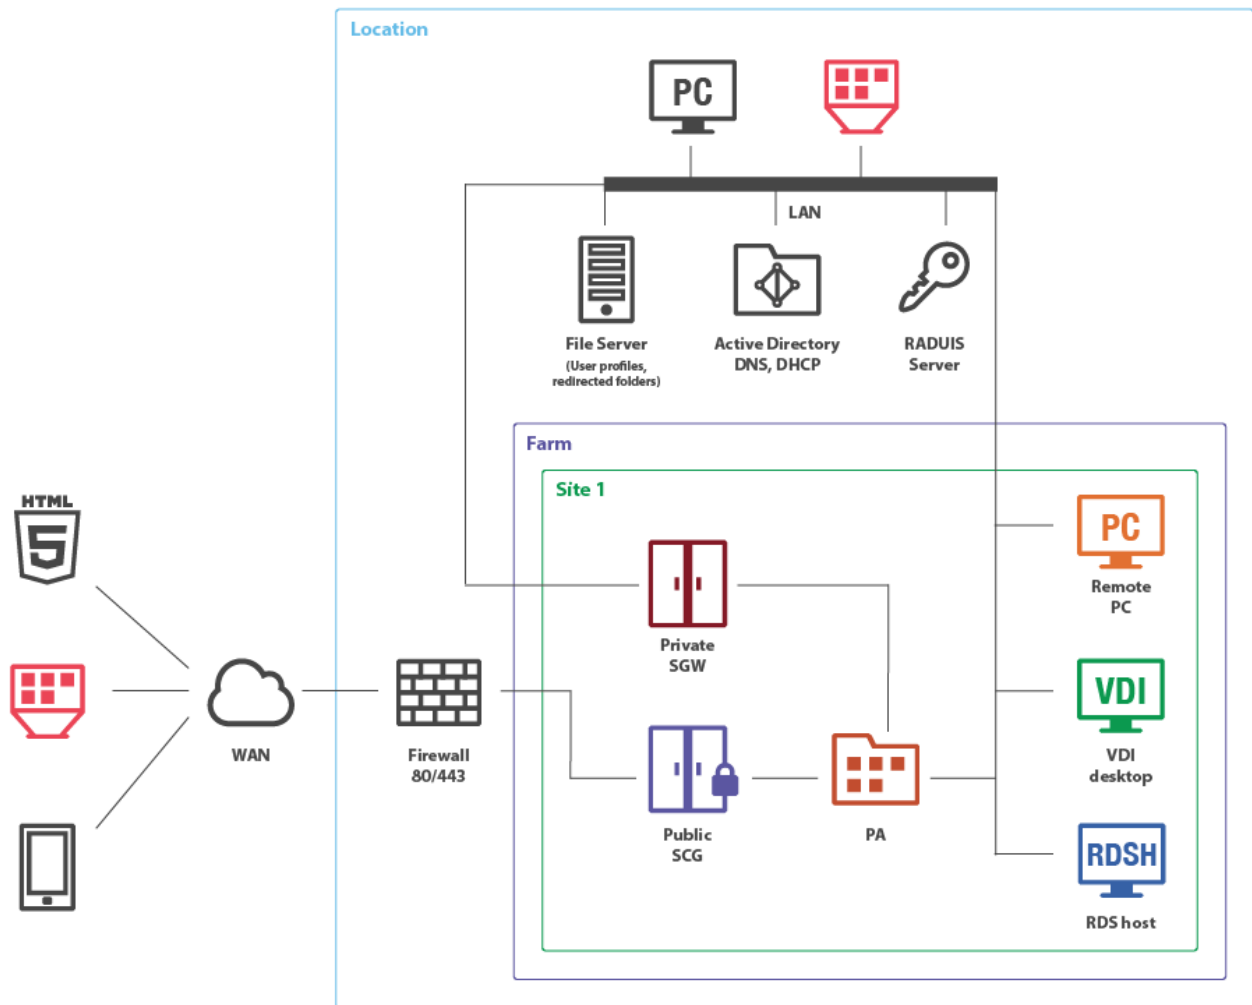 Location
PC
LAN
File Server
(User profiles,
redirected folders)
Active Directory
DNS, DHCP
RADUIS
Server
Farm
Site 1
HTML
5
WAN
Firewall
80/443
Private
SGW
Public
SCG
PA
PC
Remote
PC
VDI
VDI
desktop
RDSH
RDS host